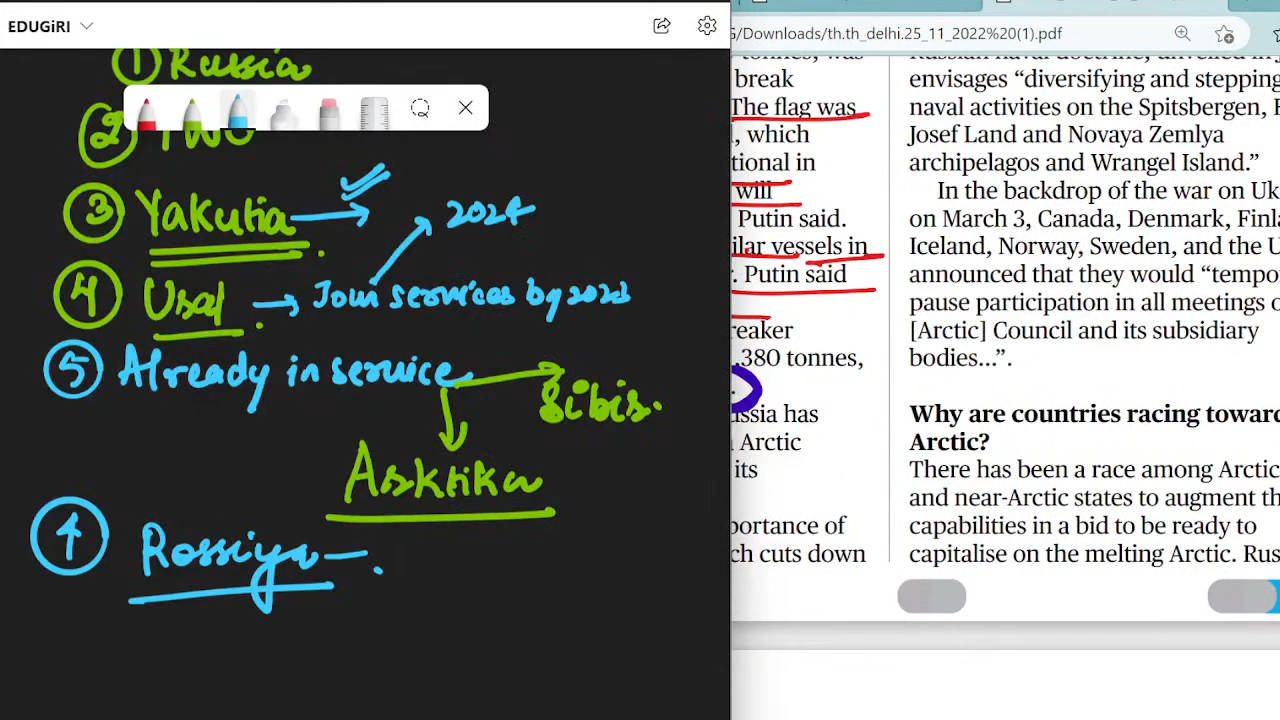 EDUGiRi
① Russia
② Two
③ Yakutia
2024
④ Ural → Join services by 2023
⑤ Already in service
Sibir.
Arktika
④ Rossiya –
G/Downloads/th.th_delhi.25_11_2022%20(1).pdf
tonnes, was
break
The flag was
, which
tional in
will
Putin said.
ilar vessels in
. Putin said
reaker
,380 tonnes,
.
ssia has
Arctic
its
portance of
ch cuts down
Russian naval doctrine, unveiled in J
envisages “diversifying and stepping
naval activities on the Spitsbergen, F
Josef Land and Novaya Zemlya
archipelagos and Wrangel Island.”
In the backdrop of the war on Uk
on March 3, Canada, Denmark, Finla
Iceland, Norway, Sweden, and the U
announced that they would “tempo
pause participation in all meetings o
[Arctic] Council and its subsidiary
bodies...”.
Why are countries racing towar
Arctic?
There has been a race among Arctic
and near-Arctic states to augment th
capabilities in a bid to be ready to
capitalise on the melting Arctic. Rus